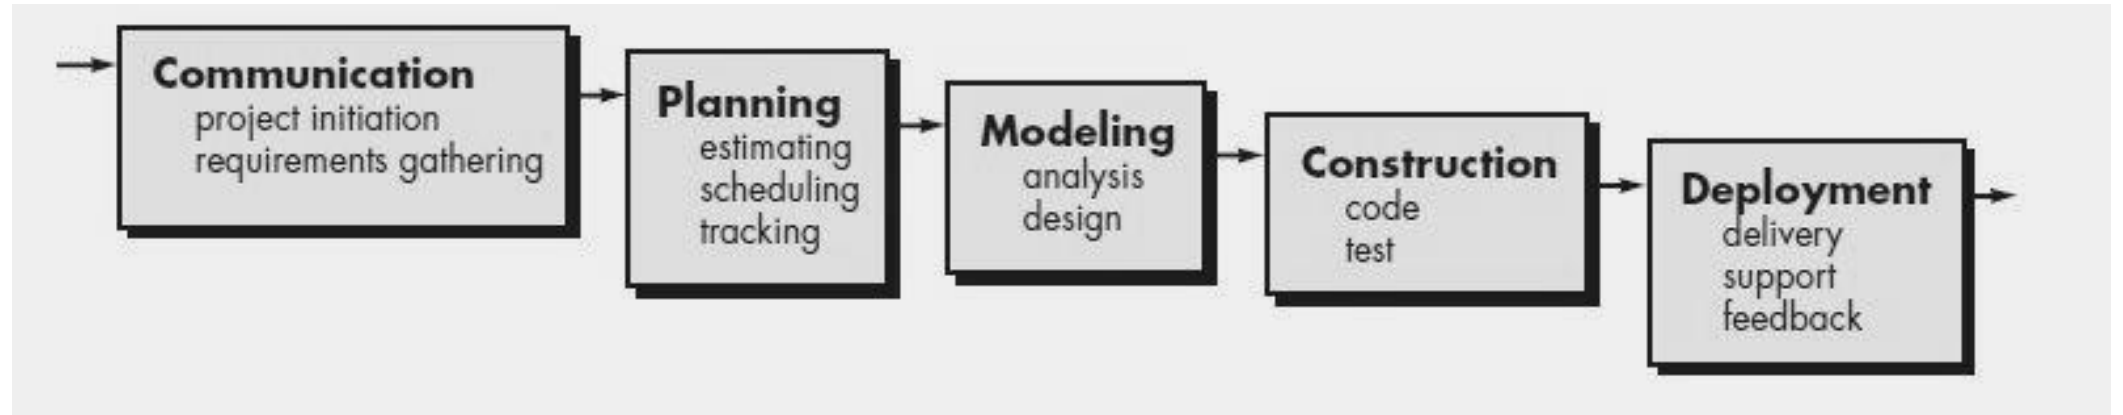 Communication
project initiation
requirements gathering
Planning
estimating
scheduling
tracking
Modeling
analysis
design
Construction
code
test
Deployment
delivery
support
feedback